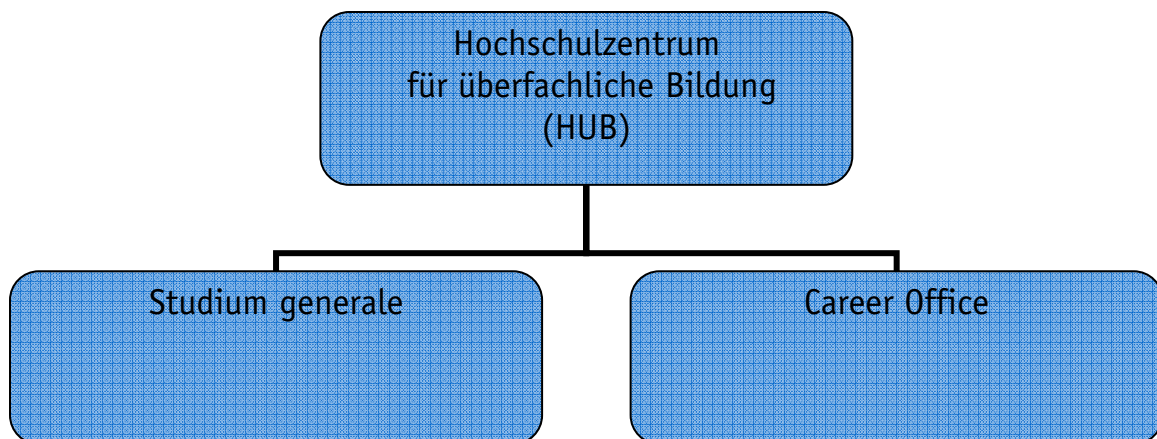 Hochschulzentrum
für überfachliche Bildung
(HUB)
Studium generale
Career Office